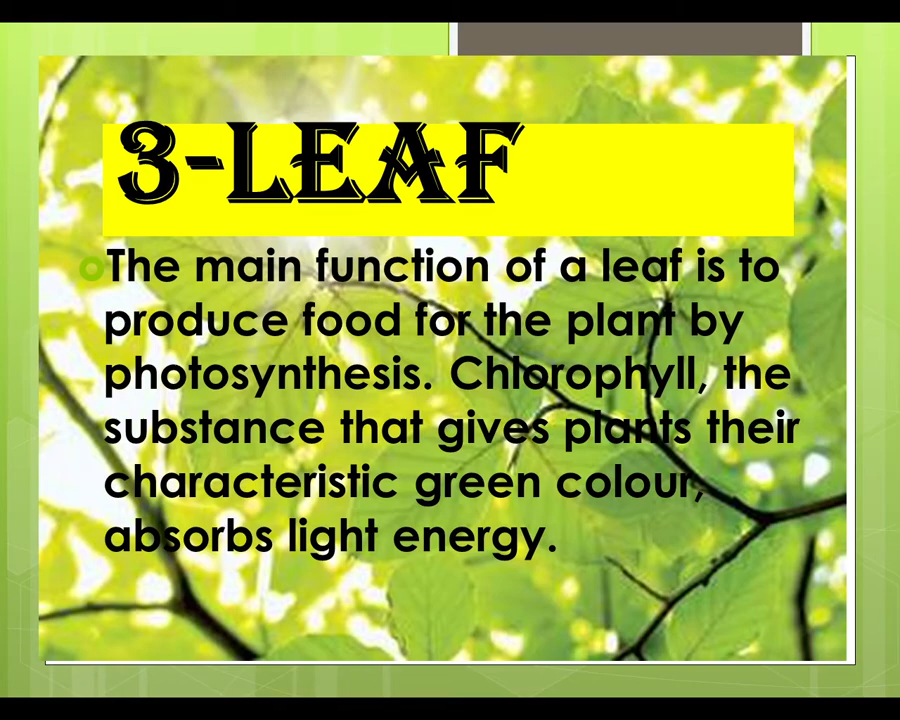 3-LEAF
The main function of a leaf is to
produce food for the plant by
photosynthesis. Chlorophyll, the
substance that gives plants their
characteristic green colour,
absorbs light energy.